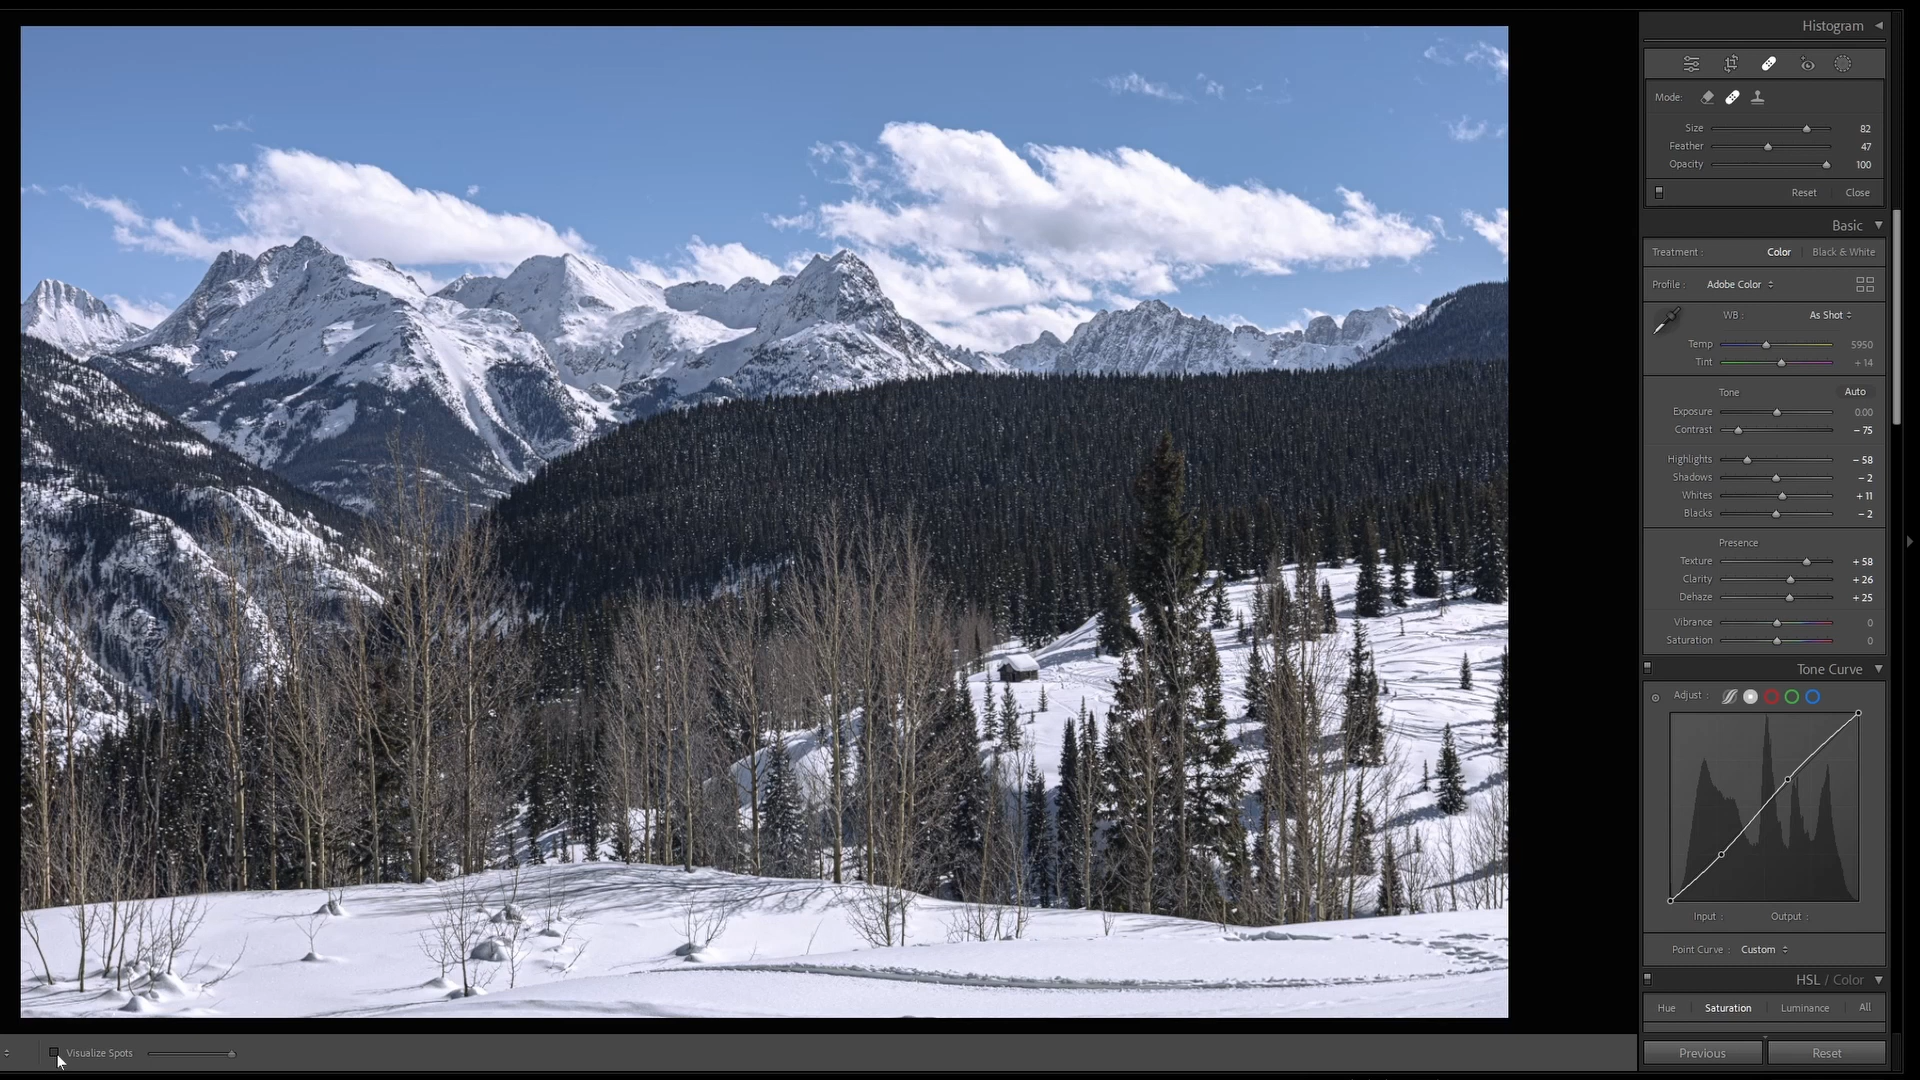 Histogram
Mode:
Size 82
Feather 47
Opacity 100
Reset Close
Basic
Treatment : Color Black & White
Profile : Adobe Color
WB : As Shot
Temp 5950
Tint + 14
Tone Auto
Exposure 0.00
Contrast – 75
Highlights – 58
Shadows – 2
Whites + 11
Blacks – 2
Presence
Texture + 58
Clarity + 26
Dehaze + 25
Vibrance 0
Saturation 0
Tone Curve
Adjust :
Input : Output :
Point Curve : Custom
HSL / Color
Hue Saturation Luminance All
Visualize Spots
Previous Reset